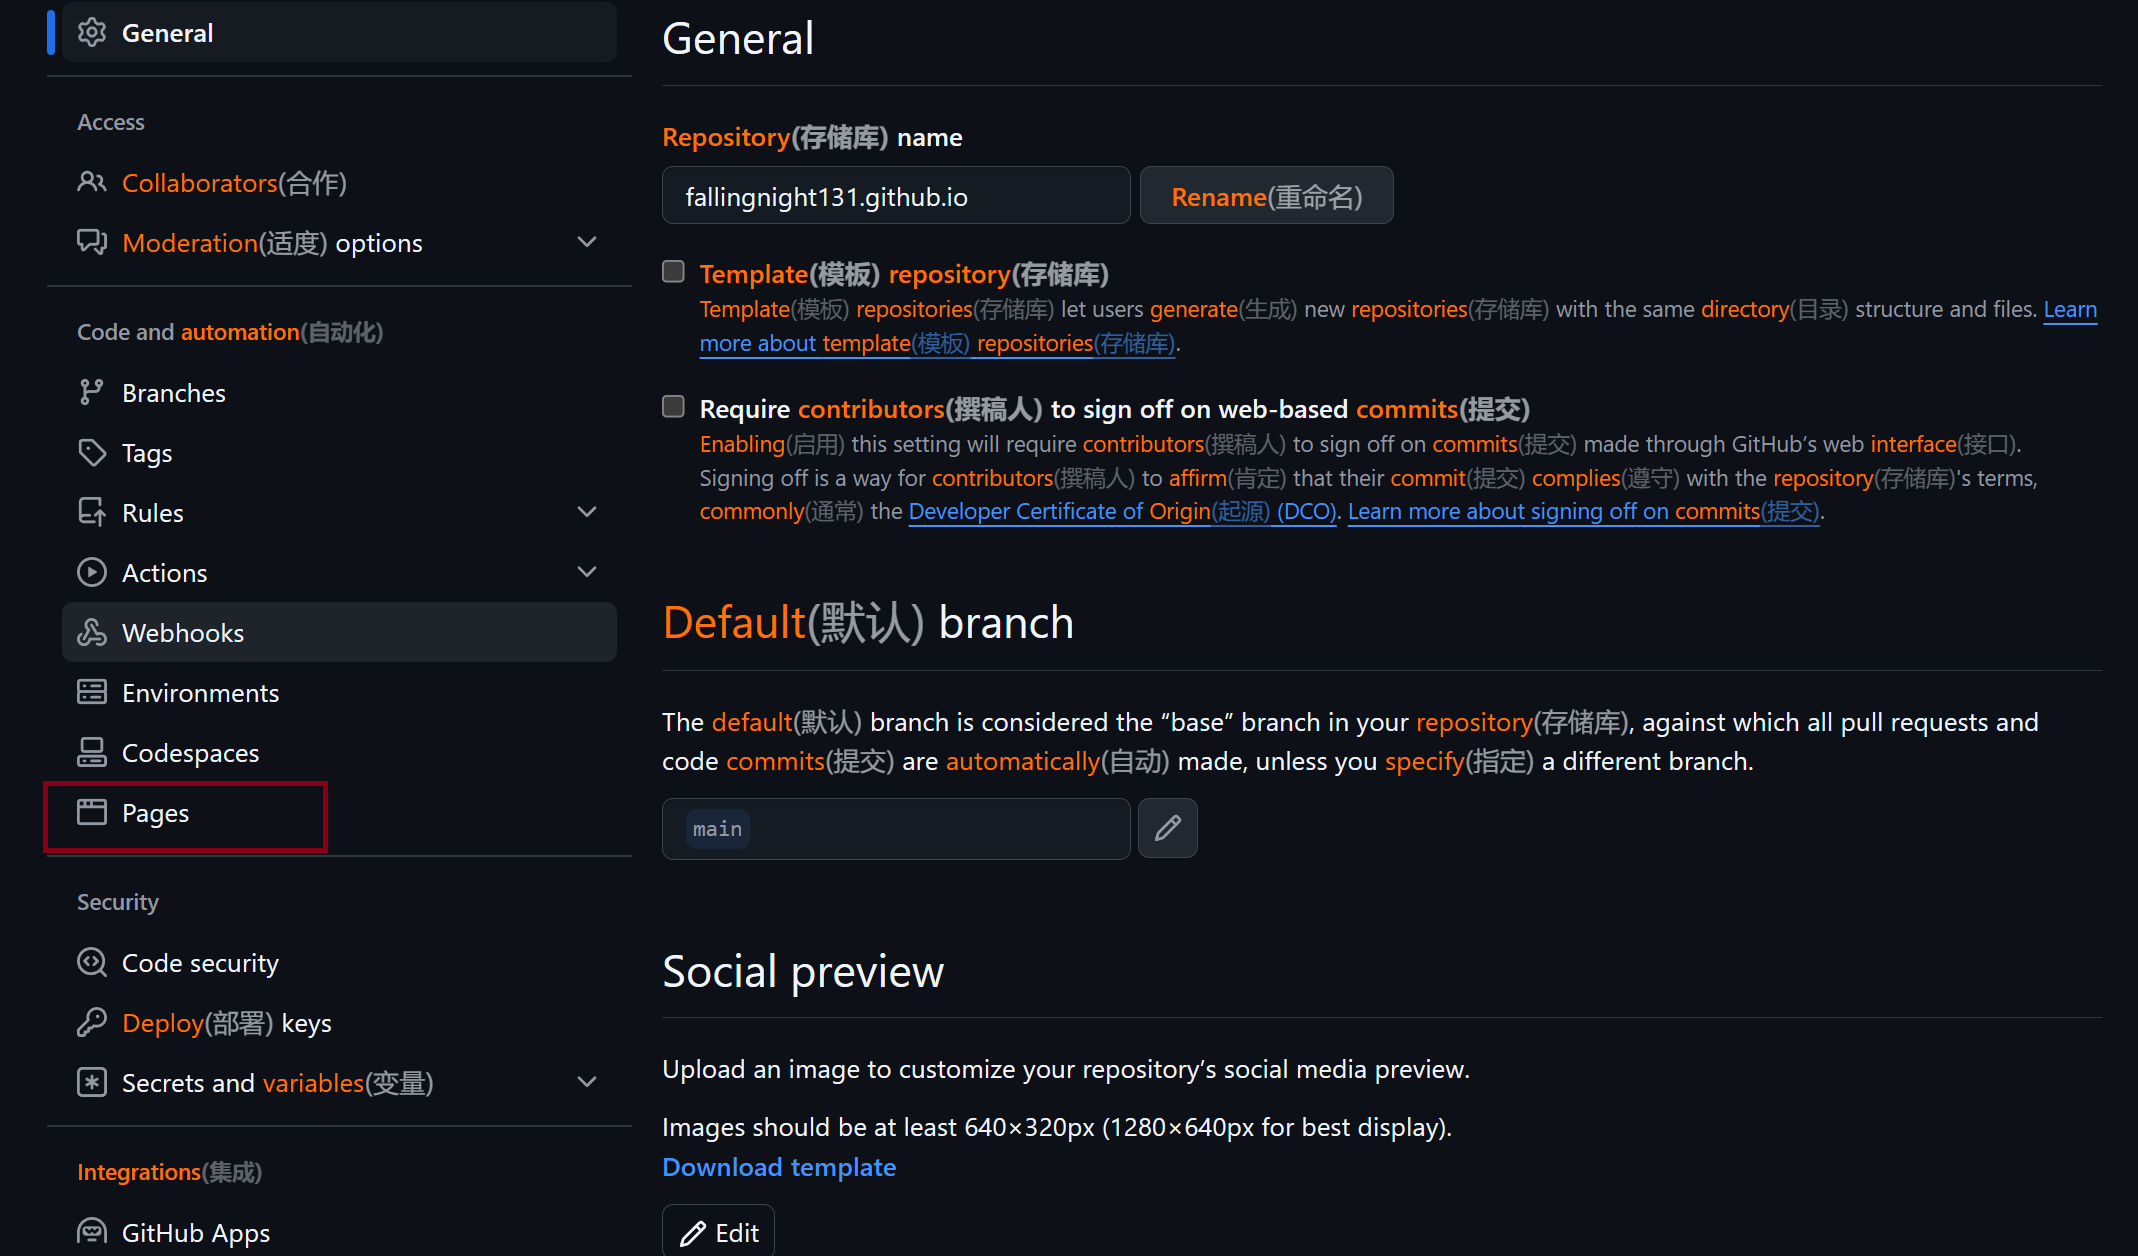 General
Access
Collaborators(合作)
Moderation(适度) options
Code and automation(自动化)
Branches
Tags
Rules
Actions
Webhooks
Environments
Codespaces
Pages
Security
Code security
Deploy(部署) keys
Secrets and variables(变量)
Integrations(集成)
GitHub Apps
General
Repository(存储库) name
fallingnight131.github.io
Rename(重命名)
Template(模板) repository(存储库)
Template(模板) repositories(存储库) let users generate(生成) new repositories(存储库) with the same directory(目录) structure and files. Learn
more about template(模板) repositories(存储库).
Require contributors(撰稿人) to sign off on web-based commits(提交)
Enabling(启用) this setting will require contributors(撰稿人) to sign off on commits(提交) made through GitHub’s web interface(接口).
Signing off is a way for contributors(撰稿人) to affirm(肯定) that their commit(提交) complies(遵守) with the repository(存储库)'s terms,
commonly(通常) the Developer Certificate of Origin(起源) (DCO). Learn more about signing off on commits(提交).
Default(默认) branch
The default(默认) branch is considered the “base” branch in your repository(存储库), against which all pull requests and
code commits(提交) are automatically(自动) made, unless you specify(指定) a different branch.
main
Social preview
Upload an image to customize your repository’s social media preview.
Images should be at least 640×320px (1280×640px for best display).
Download template
Edit